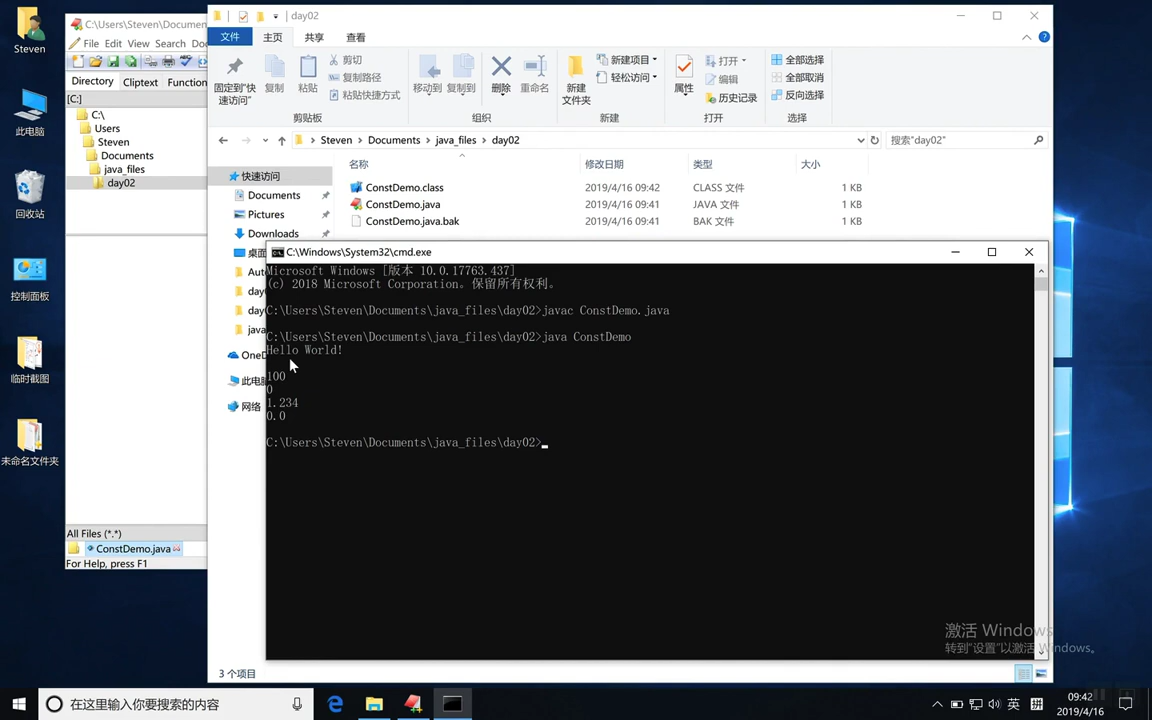 Steven
此电脑
回收站
控制面板
临时截图
未命名文件夹
C:\Users\Steven\Documen
File Edit View Search Do
Directory Cliptext Function
[C:]
C:\
Users
Steven
Documents
java_files
day02
All Files (*.*)
ConstDemo.java
For Help, press F1
day02
文件 主页 共享 查看
固定到"快速访问"
复制
粘贴
剪切
复制路径
粘贴快捷方式
剪贴板
移动到
复制到
删除
重命名
组织
新建
文件夹
新建项目
轻松访问
新建
属性
打开
编辑
历史记录
打开
全部选择
全部取消
反向选择
选择
Steven > Documents > java_files > day02
搜索"day02"
快速访问
Documents
Pictures
Downloads
桌面
Aut
day
day
java
OneD
此电脑
网络
名称 修改日期 类型 大小
ConstDemo.class 2019/4/16 09:42 CLASS 文件 1 KB
ConstDemo.java 2019/4/16 09:41 JAVA 文件 1 KB
ConstDemo.java.bak 2019/4/16 09:41 BAK 文件 1 KB
3 个项目
C:\Windows\System32\cmd.exe
Microsoft Windows [版本 10.0.17763.437]
(c) 2018 Microsoft Corporation。保留所有权利。
C:\Users\Steven\Documents\java_files\day02>javac ConstDemo.java
C:\Users\Steven\Documents\java_files\day02>java ConstDemo
Hello World!
100
0
1.234
0.0
C:\Users\Steven\Documents\java_files\day02>
激活 Windows
转到"设置"以激活 Windows。
在这里输入你要搜索的内容
英
拼
09:42
2019/4/16